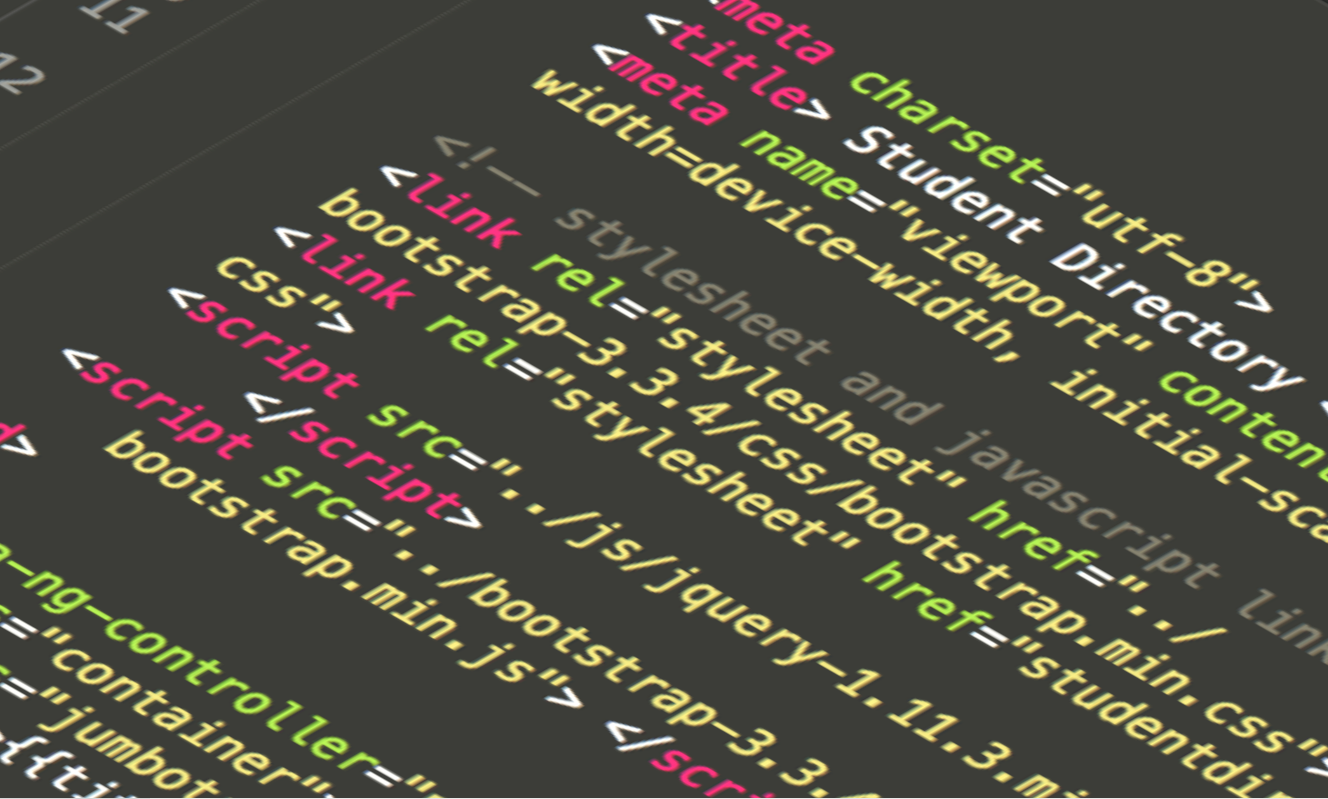 11
12
<meta charset="utf-8">
<title> Student Directory
<meta name="viewport" content
width=device-width, initial-sca
<!-- stylesheet and javascript link
<link rel="stylesheet" href="../
bootstrap-3.3.4/css/bootstrap.min.css"
<link rel="stylesheet" href="studentdir
css">
<script src="../js/jquery-1.11.3.mi
</script>
<script src="../bootstrap-3.3.
bootstrap.min.js"> </scri
d>
-ng-controller="
="container"
="jumbot
{{ti